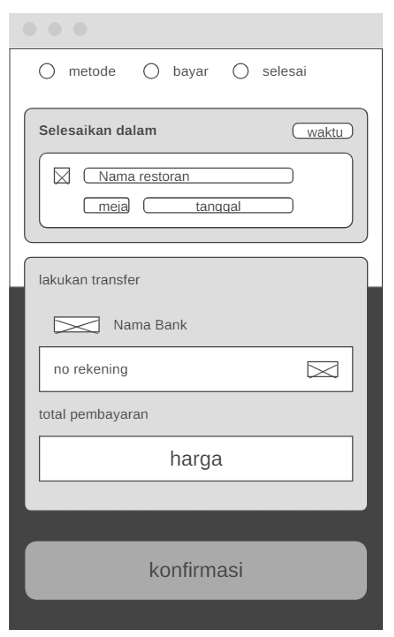 metode bayar selesai
Selesaikan dalam waktu
Nama restoran
meja tanggal
lakukan transfer
Nama Bank
no rekening
total pembayaran
harga
konfirmasi